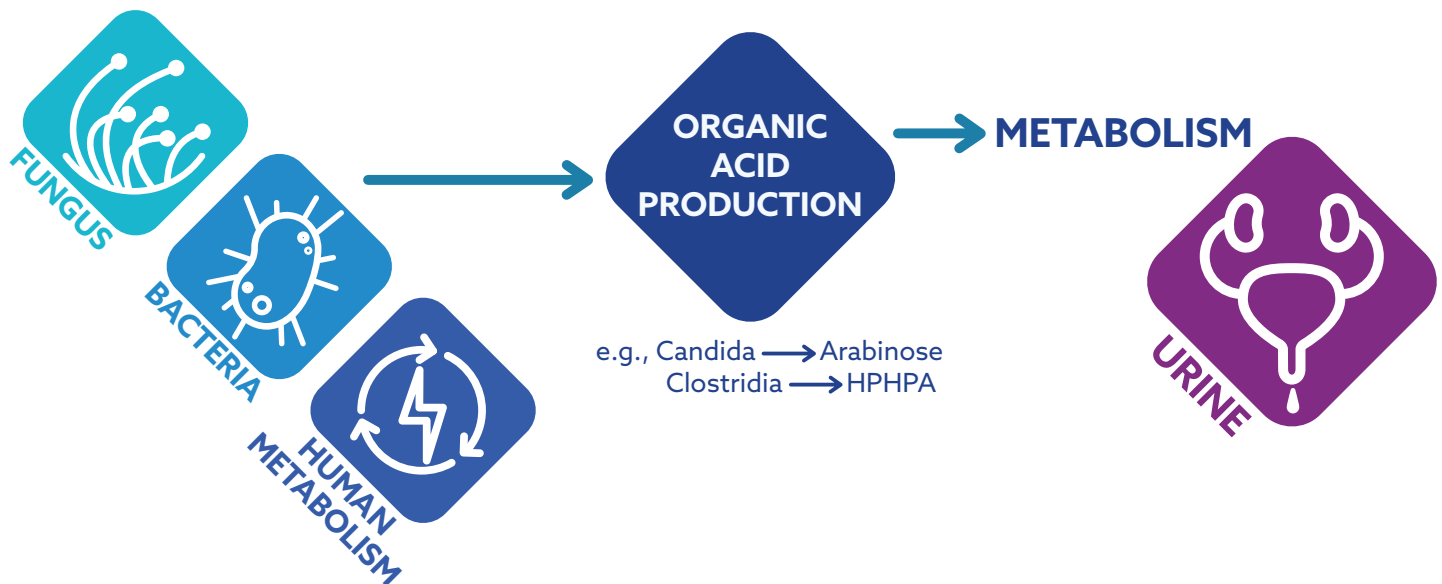 FUNGUS
BACTERIA
HUMAN
METABOLISM
ORGANIC
ACID
PRODUCTION
e.g., Candida ⟶ Arabinose
Clostridia ⟶ HPHPA
METABOLISM
URINE